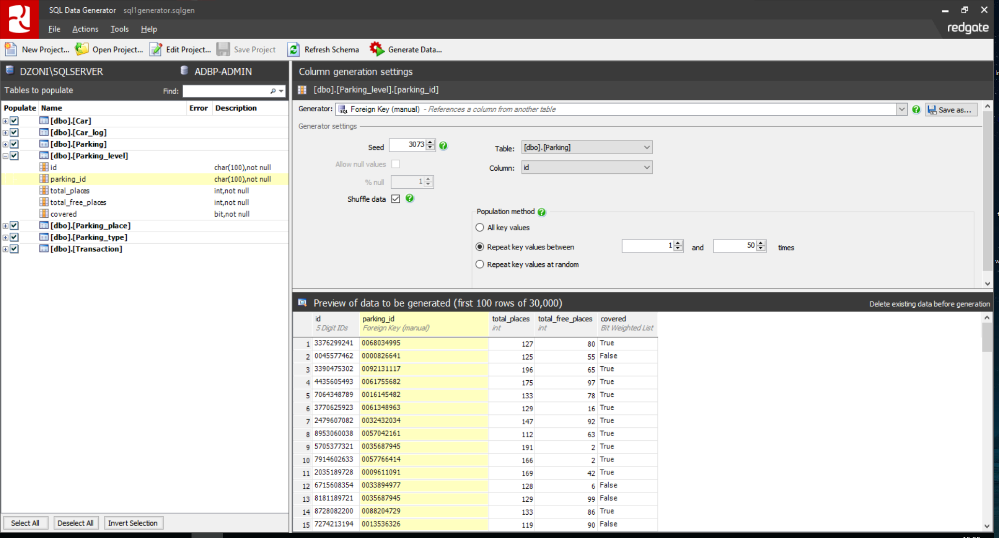 SQL Data Generator sql1generator.sqlgen
File Actions Tools Help
redgate
New Project... Open Project... Edit Project... Save Project Refresh Schema Generate Data...
DZONI\SQLSERVER ADBP-ADMIN
Tables to populate Find:
Populate Name Error Description
[dbo].[Car]
[dbo].[Car_log]
[dbo].[Parking]
[dbo].[Parking_level]
id char(100),not null
parking_id char(100),not null
total_places int,not null
total_free_places int,not null
covered bit,not null
[dbo].[Parking_place]
[dbo].[Parking_type]
[dbo].[Transaction]
Select All Deselect All Invert Selection
Column generation settings
[dbo].[Parking_level].[parking_id]
Generator: SQL Foreign Key (manual) - References a column from another table Save as...
Generator settings
Seed 3073
Allow null values
% null 1
Shuffle data
Table: [dbo].[Parking]
Column: id
Population method
All key values
Repeat key values between 1 and 50 times
Repeat key values at random
Preview of data to be generated (first 100 rows of 30,000) Delete existing data before generation
id parking_id total_places total_free_places covered
5 Digit IDs Foreign Key (manual) int int Bit Weighted List
1 3376299241 0068034995 127 80 True
2 0045577462 0000826641 125 55 False
3 3390475302 0092131117 196 65 True
4 4435605493 0061755682 175 97 True
5 7064348789 0016145482 133 78 True
6 3770625923 0061348963 129 16 True
7 2479607082 0032432034 147 92 True
8 8953060038 0057042161 112 63 True
9 5705377321 0035687945 191 2 True
10 7914602633 0057766414 166 2 True
11 2035189728 0009611091 169 42 True
12 6715608354 0033894977 128 6 False
13 8181189721 0035687945 129 99 False
14 8728082200 0088204729 133 86 True
15 7274213194 0013536326 119 90 False